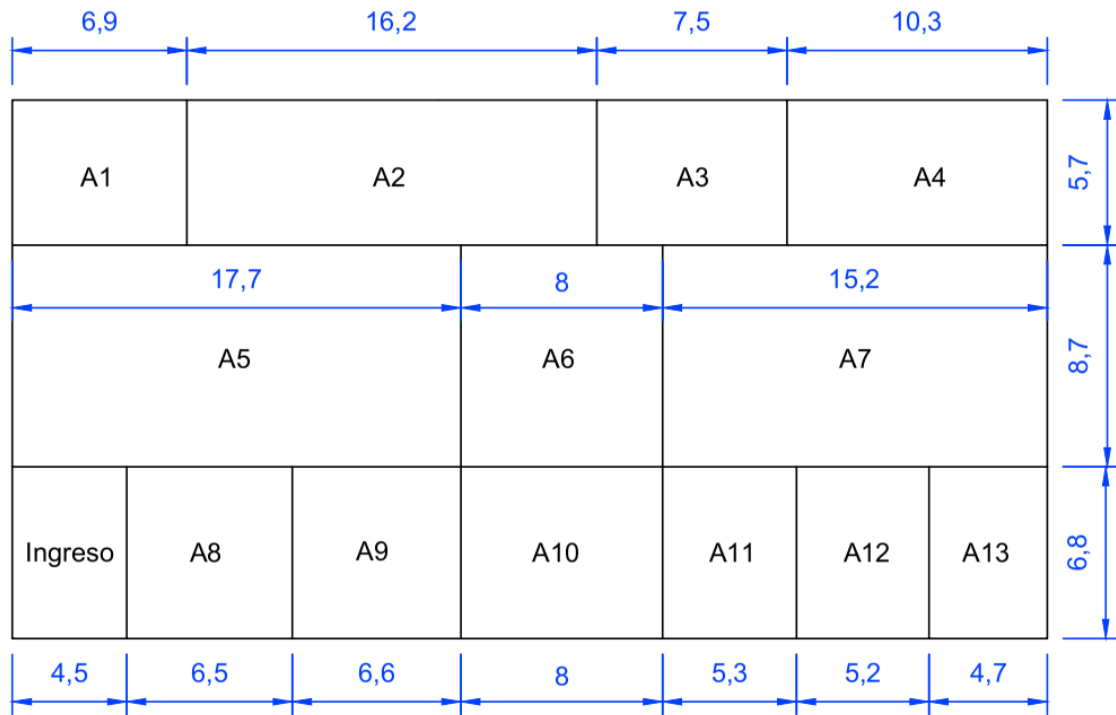 6,9 16,2 7,5 10,3
A1 A2 A3 A4 5,7
17,7 8 15,2
A5 A6 A7 8,7
Ingreso A8 A9 A10 A11 A12 A13 6,8
4,5 6,5 6,6 8 5,3 5,2 4,7